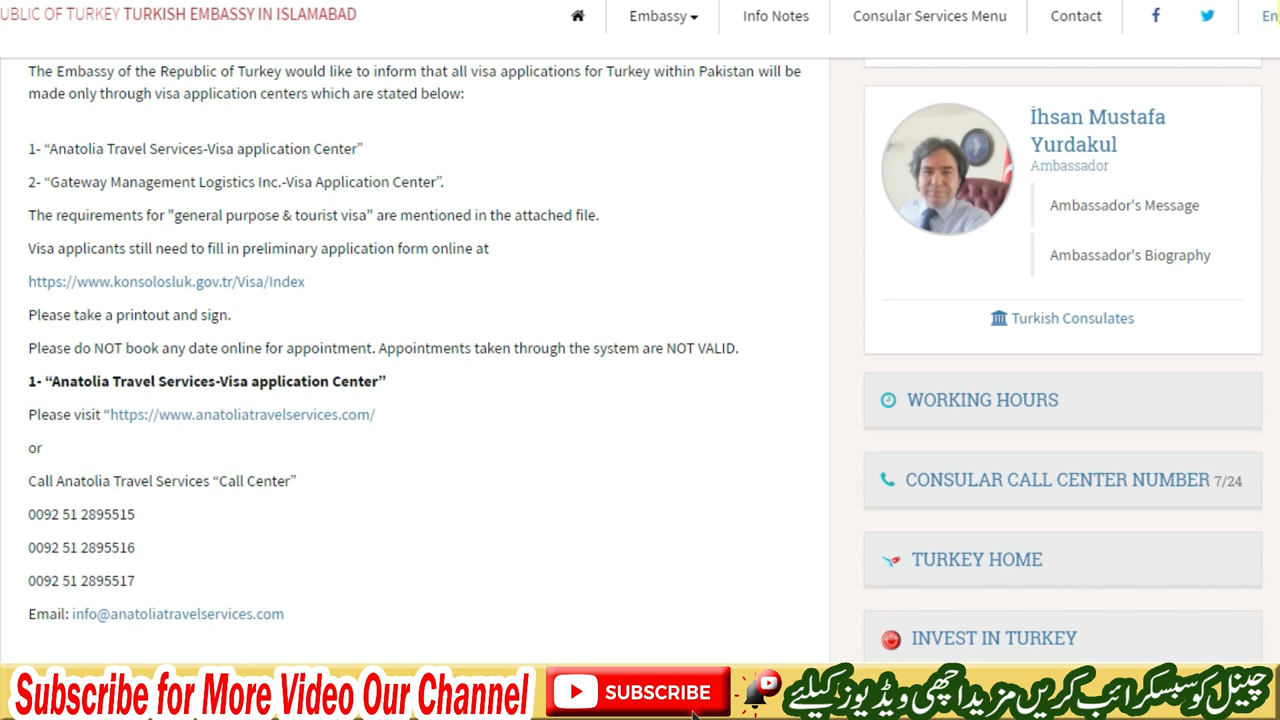 UBLIC OF TURKEY TURKISH EMBASSY IN ISLAMABAD
Embassy
Info Notes
Consular Services Menu
Contact
En
The Embassy of the Republic of Turkey would like to inform that all visa applications for Turkey within Pakistan will be
made only through visa application centers which are stated below:
1- “Anatolia Travel Services-Visa application Center”
2- “Gateway Management Logistics Inc.-Visa Application Center”.
The requirements for "general purpose & tourist visa" are mentioned in the attached file.
Visa applicants still need to fill in preliminary application form online at
https://www.konsolosluk.gov.tr/Visa/Index
Please take a printout and sign.
Please do NOT book any date online for appointment. Appointments taken through the system are NOT VALID.
1- “Anatolia Travel Services-Visa application Center”
Please visit “https://www.anatoliatravelservices.com/
or
Call Anatolia Travel Services “Call Center”
0092 51 2895515
0092 51 2895516
0092 51 2895517
Email: info@anatoliatravelservices.com
İhsan Mustafa
Yurdakul
Ambassador
Ambassador's Message
Ambassador's Biography
Turkish Consulates
WORKING HOURS
CONSULAR CALL CENTER NUMBER 7/24
TURKEY HOME
INVEST IN TURKEY
Subscribe for More Video Our Channel
SUBSCRIBE
چینل کو سبسکرائب کریں مزید اچھی ویڈیوز کیلئے